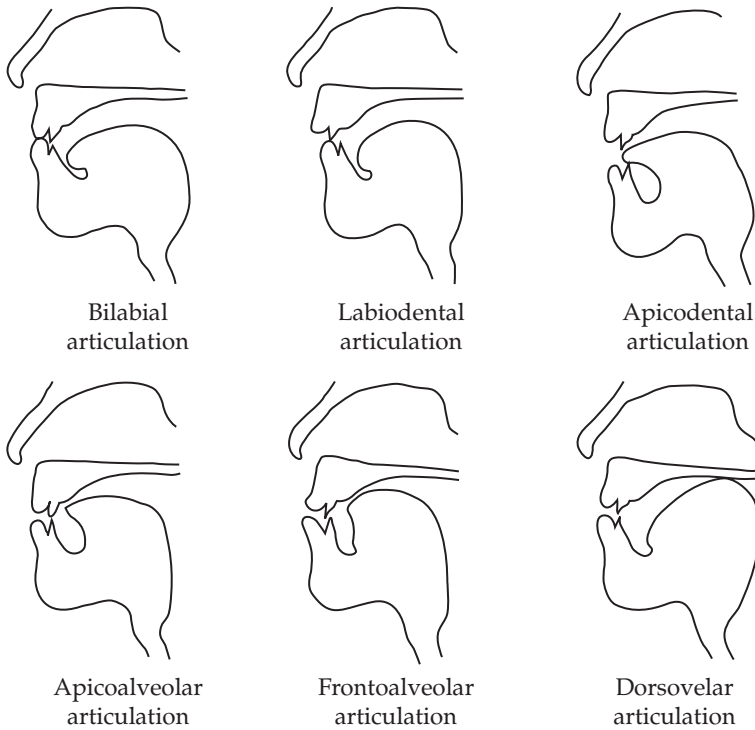 Bilabial
articulation
Labiodental
articulation
Apicodental
articulation
Apicoalveolar
articulation
Frontoalveolar
articulation
Dorsovelar
articulation